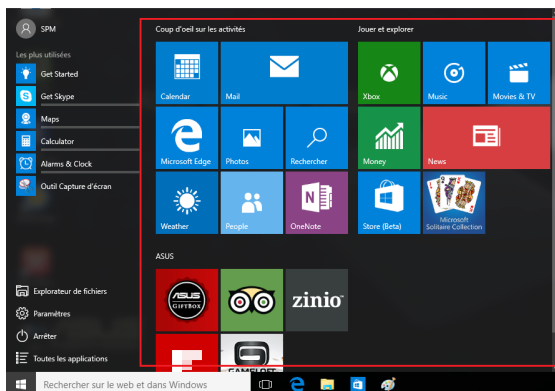 SPM
Les plus utilisées
Get Started
Get Skype
Maps
Calculator
Alarms & Clock
Outil Capture d'écran
Explorateur de fichiers
Paramètres
Arrêter
Toutes les applications
Rechercher sur le web et dans Windows
Coup d'oeil sur les activités
Calendar
Mail
Microsoft Edge
Photos
Rechercher
Weather
People
OneNote
Jouer et explorer
Xbox
Music
Movies & TV
Money
News
Store (Beta)
Microsoft
Solitaire Collection
ASUS
/ISUS
GIFTBOX
zinio
GAMELOFT